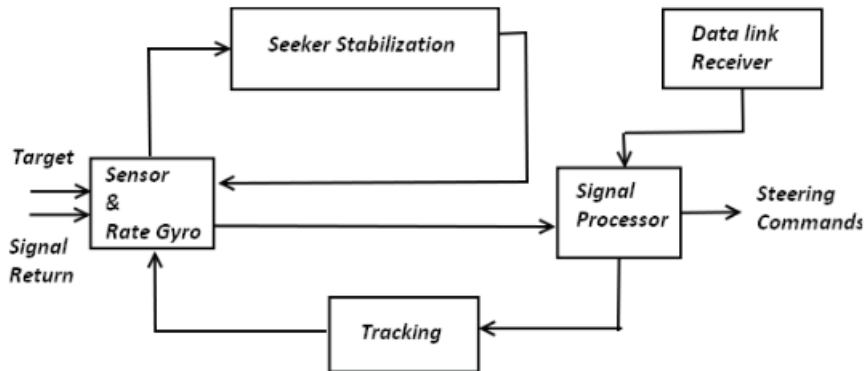 Seeker Stabilization
Data link
Receiver
Target
Sensor
&
Rate Gyro
Signal
Return
Signal
Processor
Steering
Commands
Tracking